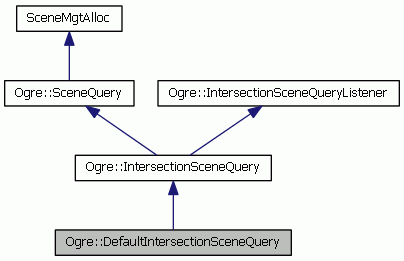 SceneMgtAlloc
Ogre::SceneQuery
Ogre::IntersectionSceneQueryListener
Ogre::IntersectionSceneQuery
Ogre::DefaultIntersectionSceneQuery